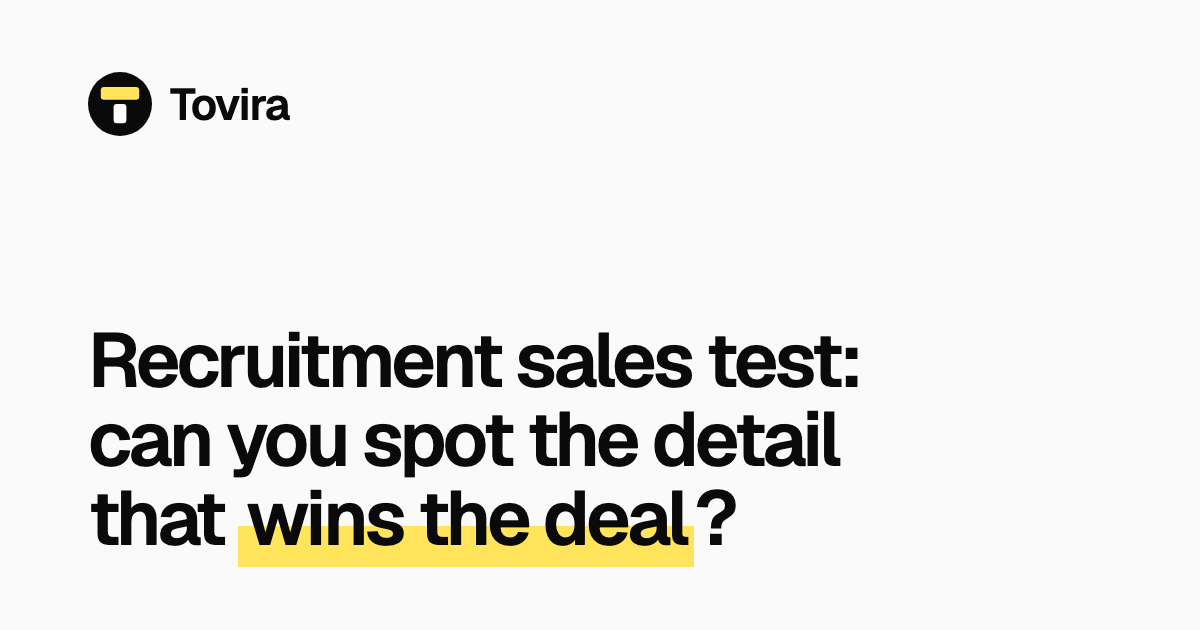 Tovira
Recruitment sales test:
can you spot the detail
that wins the deal?